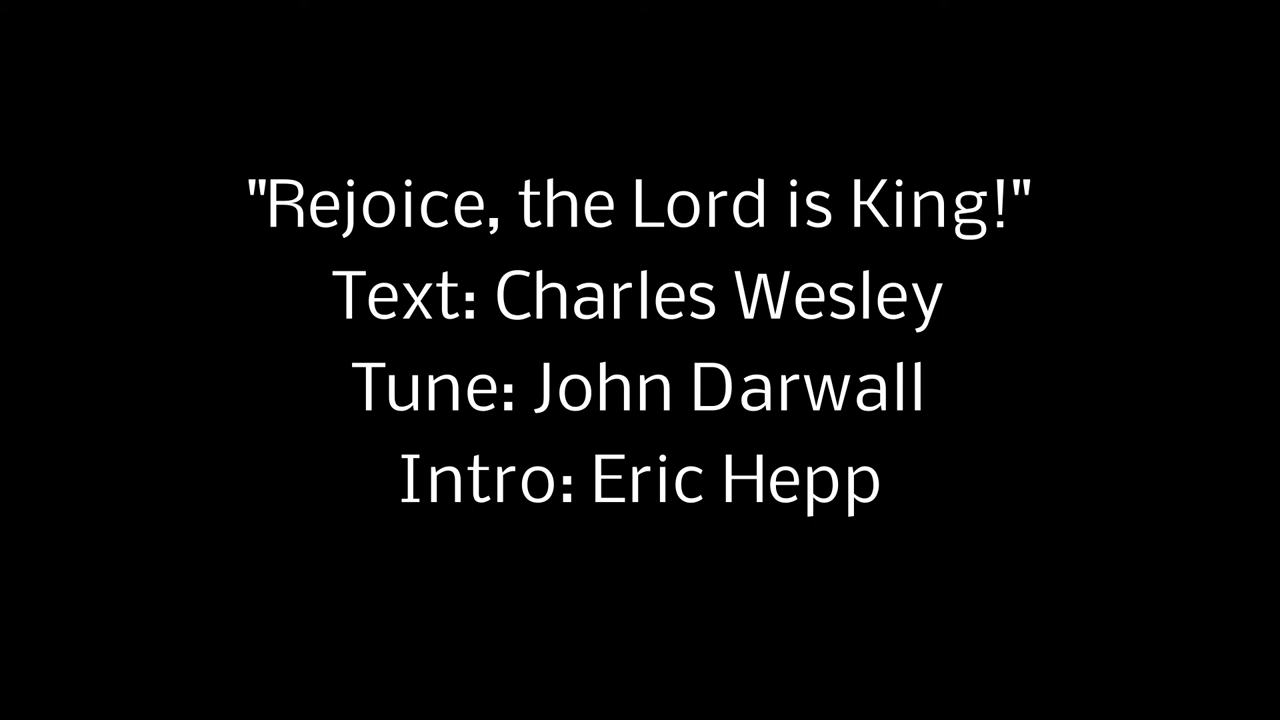 "Rejoice, the Lord is King!"
Text: Charles Wesley
Tune: John Darwall
Intro: Eric Hepp